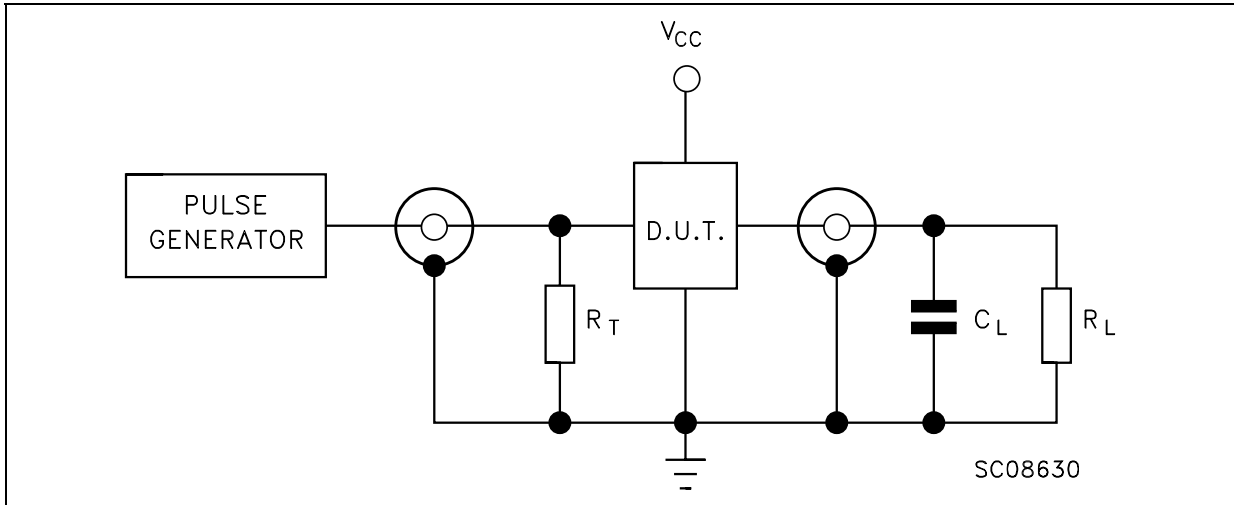 VCC
PULSE
GENERATOR
D.U.T.
RT
CL
RL
SC08630